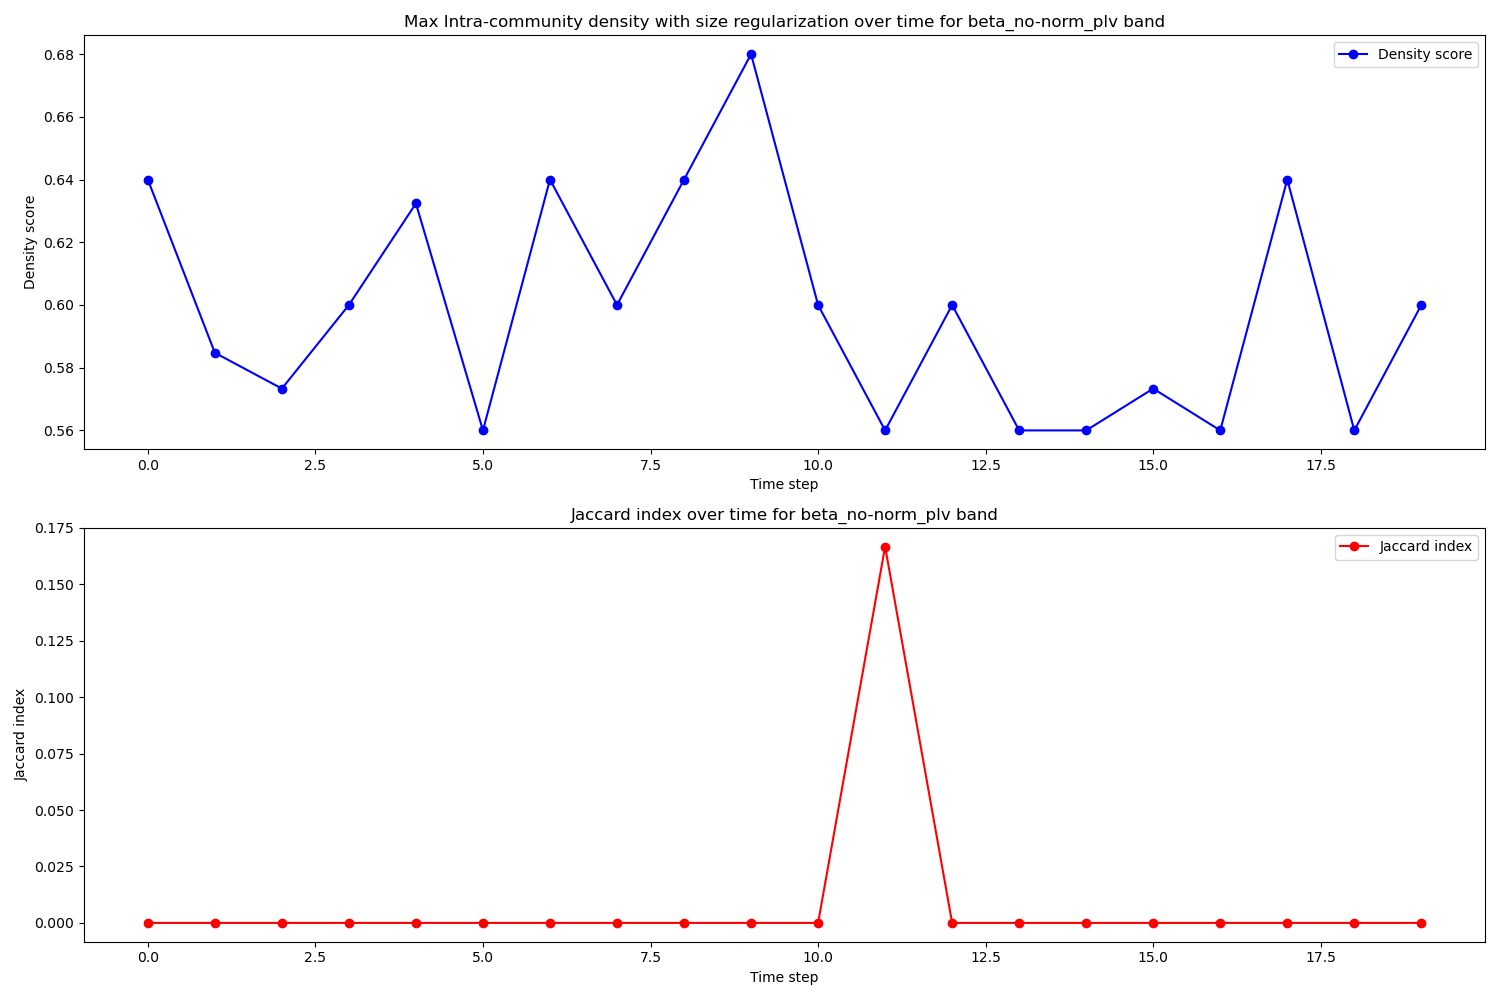 Max Intra-community density with size regularization over time for beta_no-norm_plv band
Density score
0.68
0.66
0.64
0.62
0.60
0.58
0.56
Density score
0.0 2.5 5.0 7.5 10.0 12.5 15.0 17.5
Time step
Jaccard index over time for beta_no-norm_plv band
Jaccard index
0.175
0.150
0.125
0.100
0.075
0.050
0.025
0.000
Jaccard index
0.0 2.5 5.0 7.5 10.0 12.5 15.0 17.5
Time step